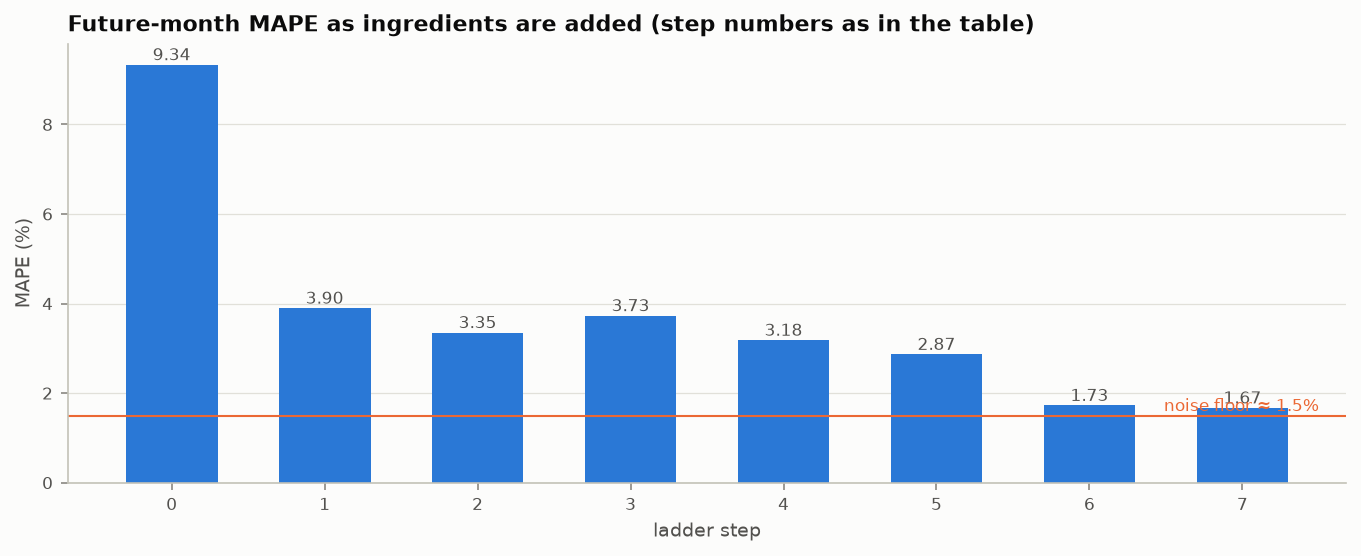 Future-month MAPE as ingredients are added (step numbers as in the table)
MAPE (%)
8
6
4
2
0
9.34
3.90
3.35
3.73
3.18
2.87
1.73
1.67
noise floor ≈ 1.5%
0 1 2 3 4 5 6 7
ladder step